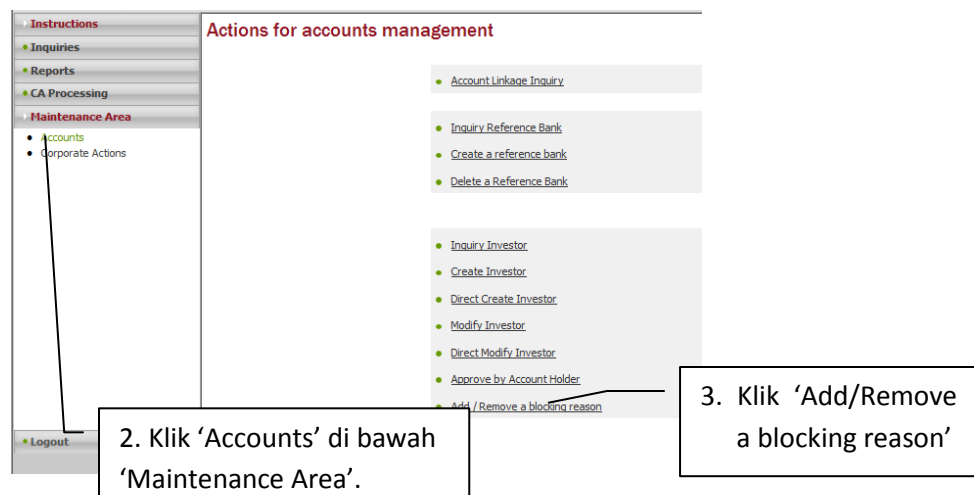 Instructions
Inquiries
Reports
CA Processing
Maintenance Area
Accounts
Corporate Actions
Logout
Actions for accounts management
Account Linkage Inquiry
Inquiry Reference Bank
Create a reference bank
Delete a Reference Bank
Inquiry Investor
Create Investor
Direct Create Investor
Modify Investor
Direct Modify Investor
Approve by Account Holder
Add / Remove a blocking reason
2. Klik ‘Accounts’ di bawah
‘Maintenance Area’.
3. Klik ‘Add/Remove
a blocking reason’